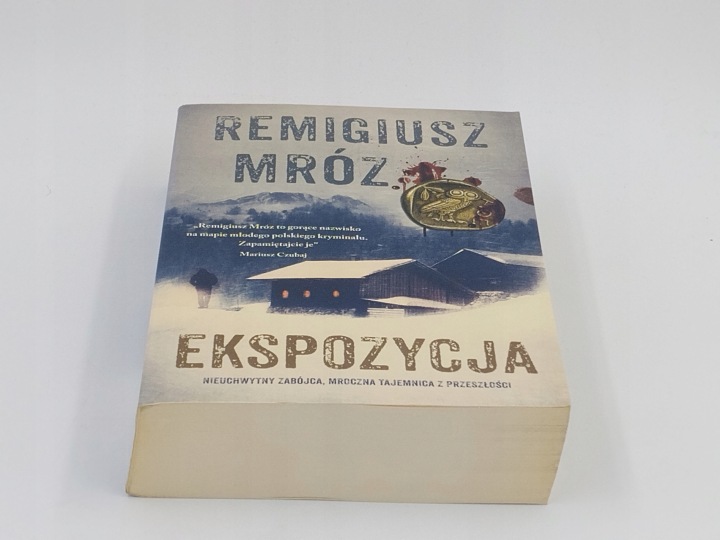 REMIGIUSZ
MRÓZ
„Remigiusz Mróz to gorące nazwisko
na mapie młodego polskiego kryminału.
Zapamiętajcie je”
Mariusz Czubaj
EKSPOZYCJA
NIEUCHWYTNY ZABÓJCA, MROCZNA TAJEMNICA Z PRZESZŁOŚCI